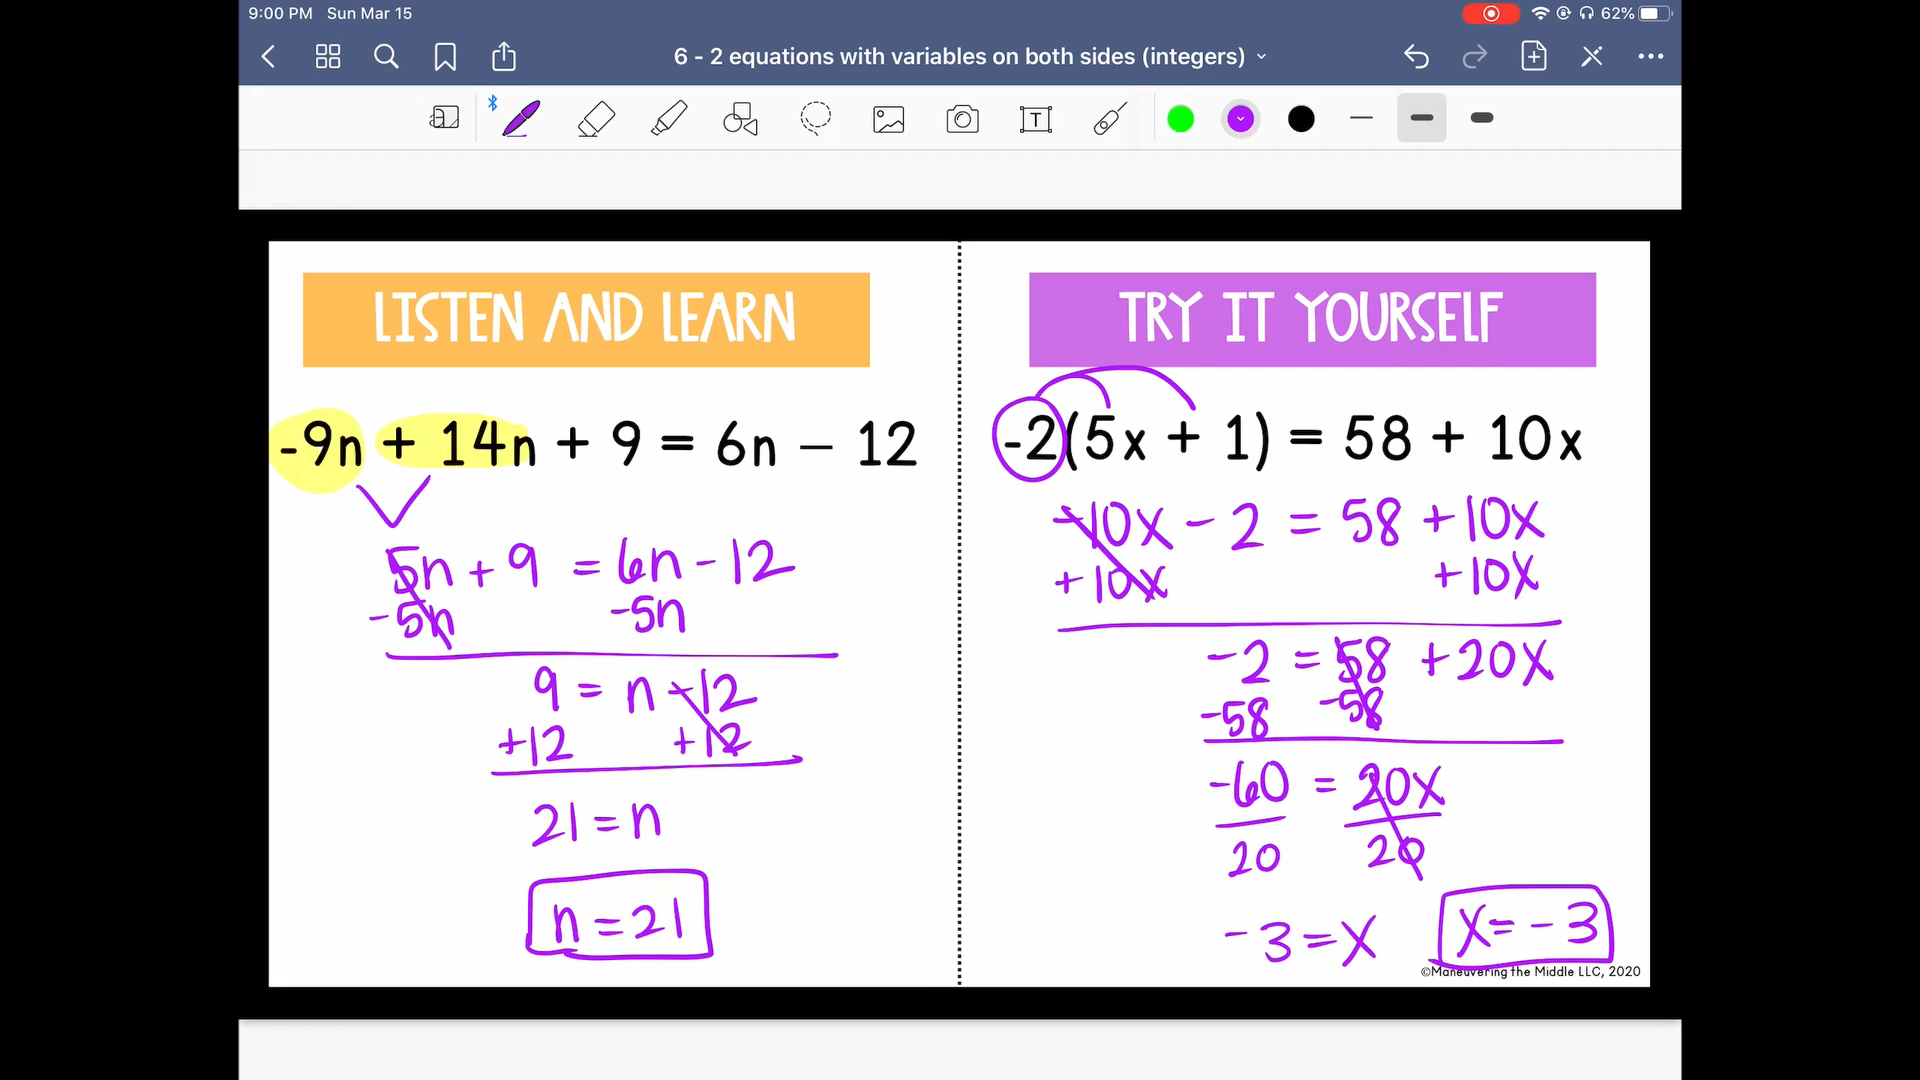 9:00 PM Sun Mar 15
62%
6 - 2 equations with variables on both sides (integers)
T
LISTEN AND LEARN
-9n + 14n + 9 = 6n – 12
5n + 9 = 6n - 12
-5n -5n
9 = n - 12
+12 +12
21 = n
n = 21
TRY IT YOURSELF
-2(5x + 1) = 58 + 10x
-10x - 2 = 58 + 10x
+10x +10x
-2 = 58 + 20x
-58 -58
-60 = 20x
20 20
-3 = x
x = -3
©Maneuvering the Middle LLC, 2020